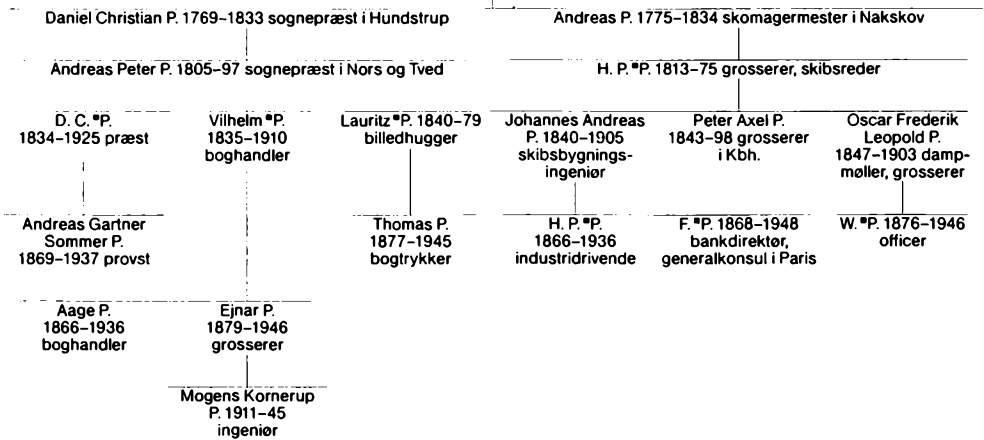 Daniel Christian P. 1769–1833 sognepræst i Hundstrup
Andreas P. 1775–1834 skomagermester i Nakskov
Andreas Peter P. 1805–97 sognepræst i Nors og Tved
H. P. *P. 1813–75 grosserer, skibsreder
D. C. *P.
1834–1925 præst
Vilhelm *P.
1835–1910
boghandler
Lauritz *P. 1840–79
billedhugger
Johannes Andreas
P. 1840–1905
skibsbygnings-
ingeniør
Peter Axel P.
1843–98 grosserer
i Kbh.
Oscar Frederik
Leopold P.
1847–1903 damp-
møller, grosserer
Andreas Gartner
Sommer P.
1869–1937 provst
Thomas P.
1877–1945
bogtrykker
H. P. *P.
1866–1936
industridrivende
F. *P. 1868–1948
bankdirektør,
generalkonsul i Paris
W. *P. 1876–1946
officer
Aage P.
1866–1936
boghandler
Ejnar P.
1879–1946
grosserer
Mogens Kornerup
P. 1911–45
ingeniør